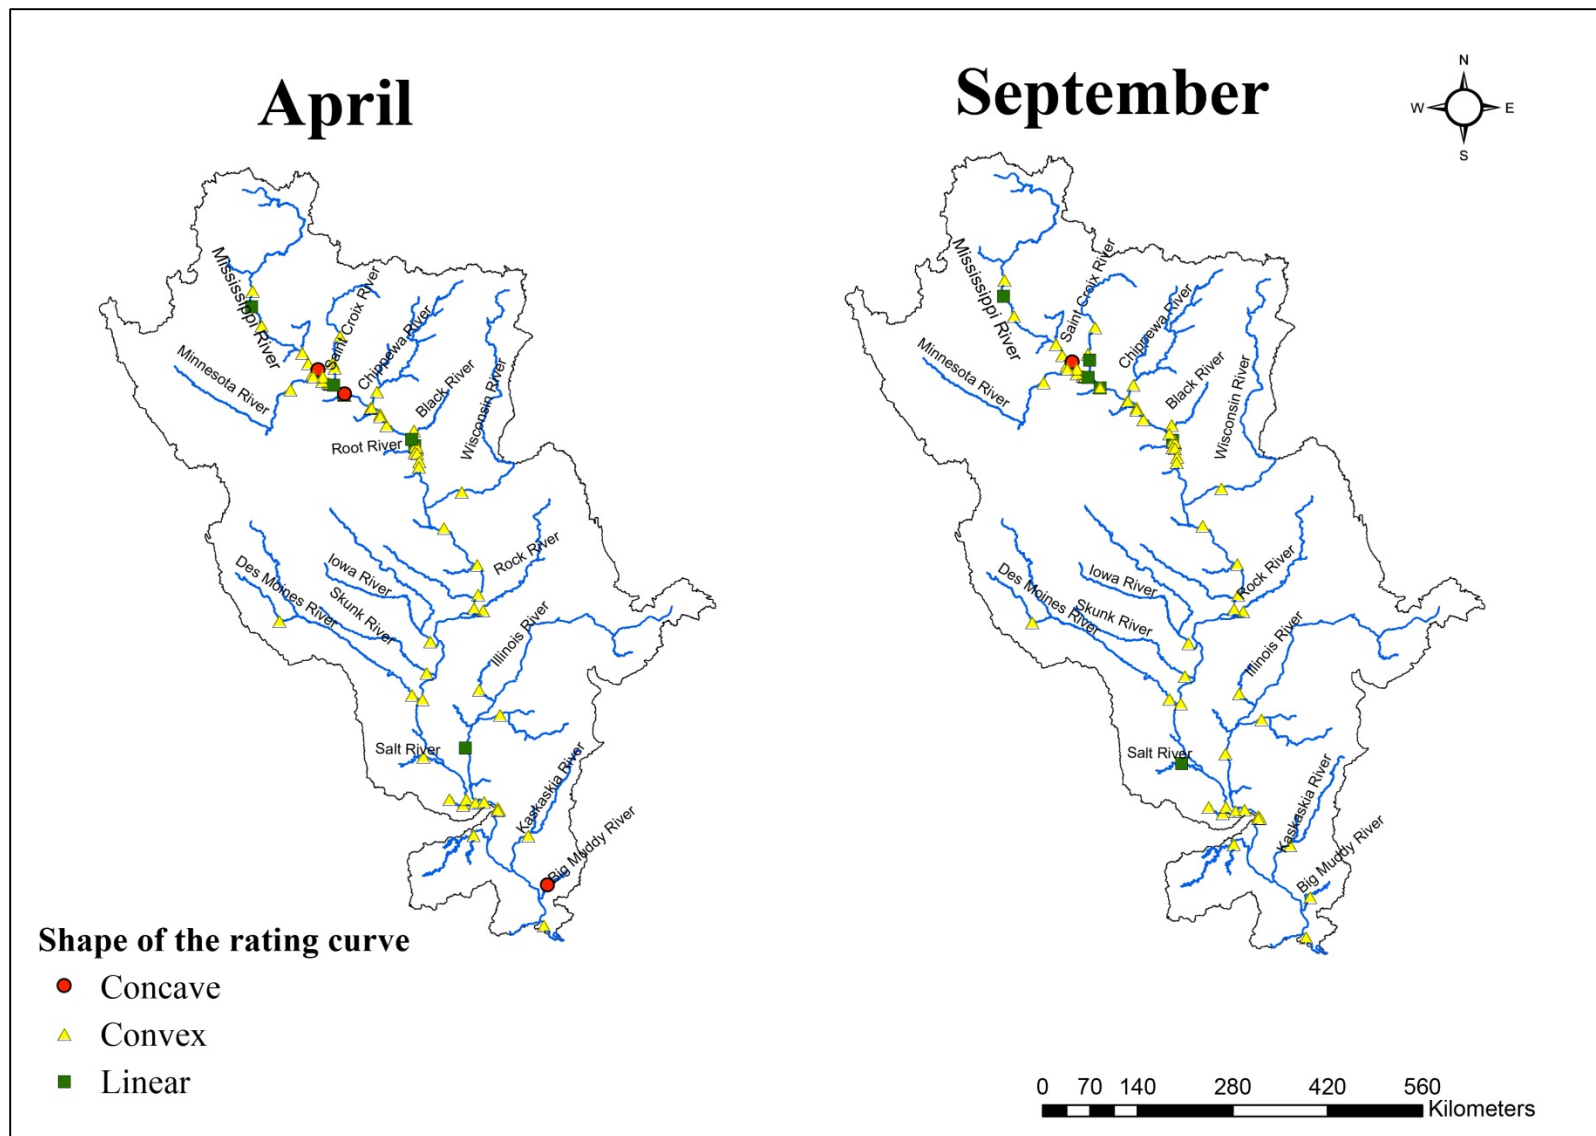 April
September
N
W
E
S
Mississippi River
Saint Croix River
Chippewa River
Minnesota River
Black River
Wisconsin River
Root River
Rock River
Iowa River
Des Moines River
Skunk River
Illinois River
Salt River
Kaskaskia River
Big Muddy River
Mississippi River
Saint Croix River
Chippewa River
Minnesota River
Black River
Wisconsin River
Rock River
Iowa River
Des Moines River
Skunk River
Illinois River
Salt River
Kaskaskia River
Big Muddy River
Shape of the rating curve
Concave
Convex
Linear
0 70 140 280 420 560
Kilometers